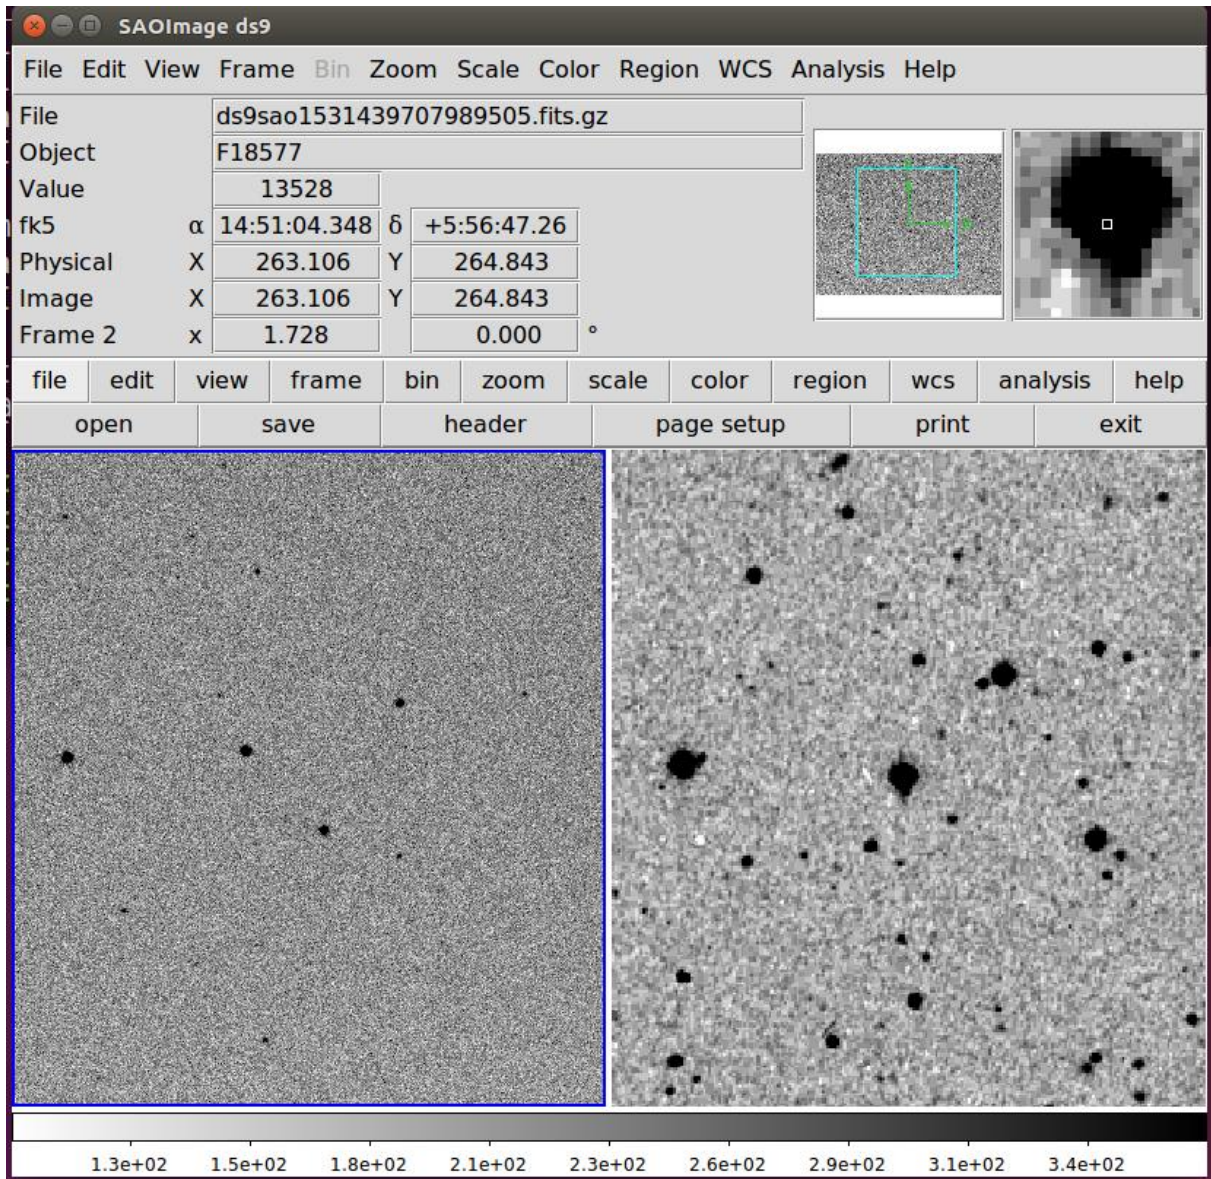 SAOImage ds9
File Edit View Frame Bin Zoom Scale Color Region WCS Analysis Help
File ds9sao1531439707989505.fits.gz
Object F18577
Value 13528
fk5 α 14:51:04.348 δ +5:56:47.26
Physical X 263.106 Y 264.843
Image X 263.106 Y 264.843
Frame 2 x 1.728 0.000 °
file edit view frame bin zoom scale color region wcs analysis help
open save header page setup print exit
1.3e+02 1.5e+02 1.8e+02 2.1e+02 2.3e+02 2.6e+02 2.9e+02 3.1e+02 3.4e+02